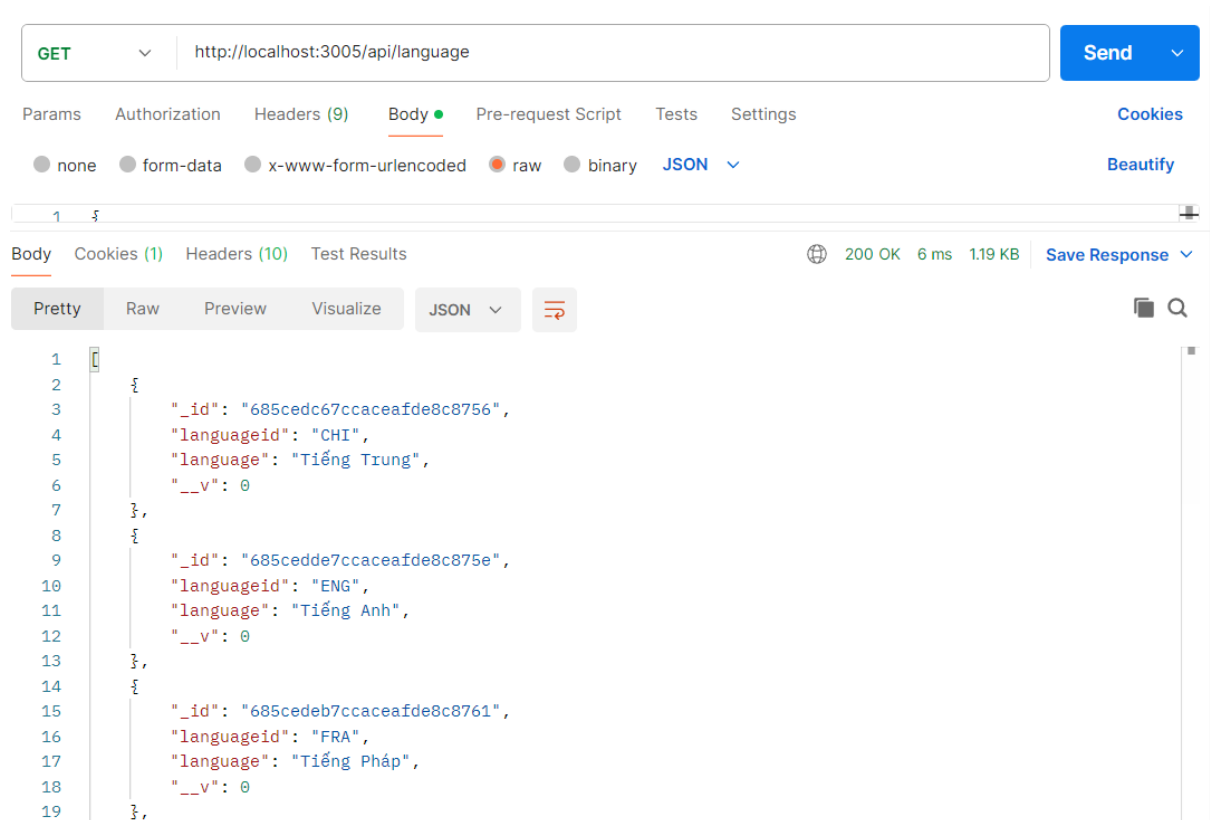 GET http://localhost:3005/api/language Send
Params Authorization Headers (9) Body Pre-request Script Tests Settings Cookies
none form-data x-www-form-urlencoded raw binary JSON Beautify
1 {
Body Cookies (1) Headers (10) Test Results 200 OK 6 ms 1.19 KB Save Response
Pretty Raw Preview Visualize JSON
1 [
2 {
3 "_id": "685cedc67ccaceafde8c8756",
4 "languageid": "CHI",
5 "language": "Tiếng Trung",
6 "__v": 0
7 },
8 {
9 "_id": "685cedde7ccaceafde8c875e",
10 "languageid": "ENG",
11 "language": "Tiếng Anh",
12 "__v": 0
13 },
14 {
15 "_id": "685cedeb7ccaceafde8c8761",
16 "languageid": "FRA",
17 "language": "Tiếng Pháp",
18 "__v": 0
19 },